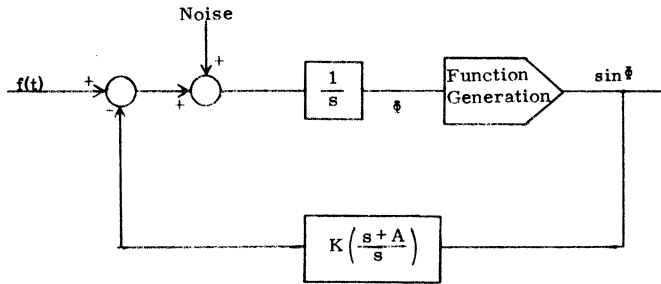 Noise
+
f(t)
+
-
+
1
s
Φ
Function
Generation
sin Φ
K ( s + A
s )